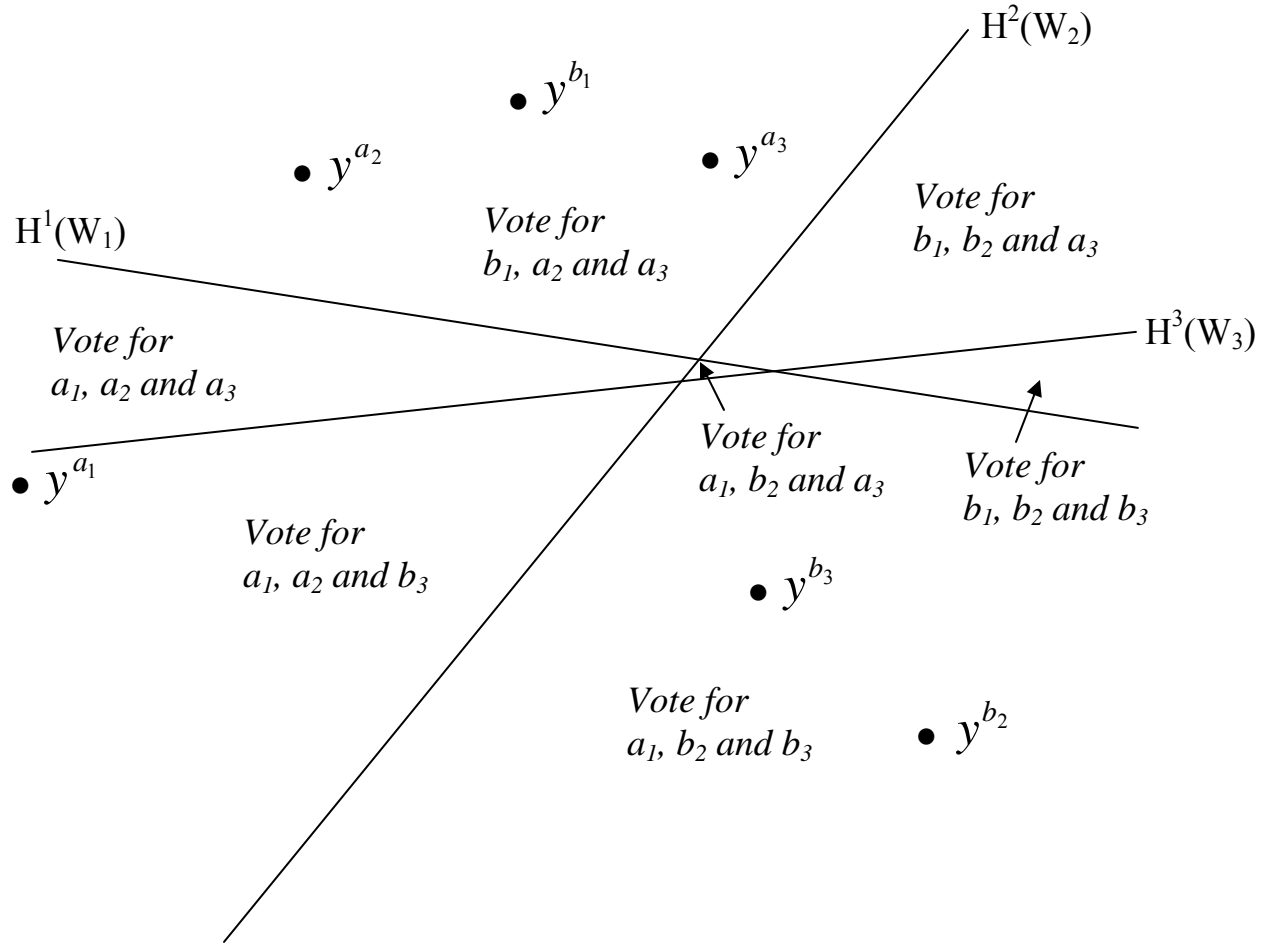 H²(W₂)
y^{b₁}
y^{a₂}
y^{a₃}
Vote for
b₁, b₂ and a₃
Vote for
b₁, a₂ and a₃
H¹(W₁)
H³(W₃)
Vote for
a₁, a₂ and a₃
Vote for
a₁, b₂ and a₃
Vote for
b₁, b₂ and b₃
y^{a₁}
Vote for
a₁, a₂ and b₃
y^{b₃}
Vote for
a₁, b₂ and b₃
y^{b₂}